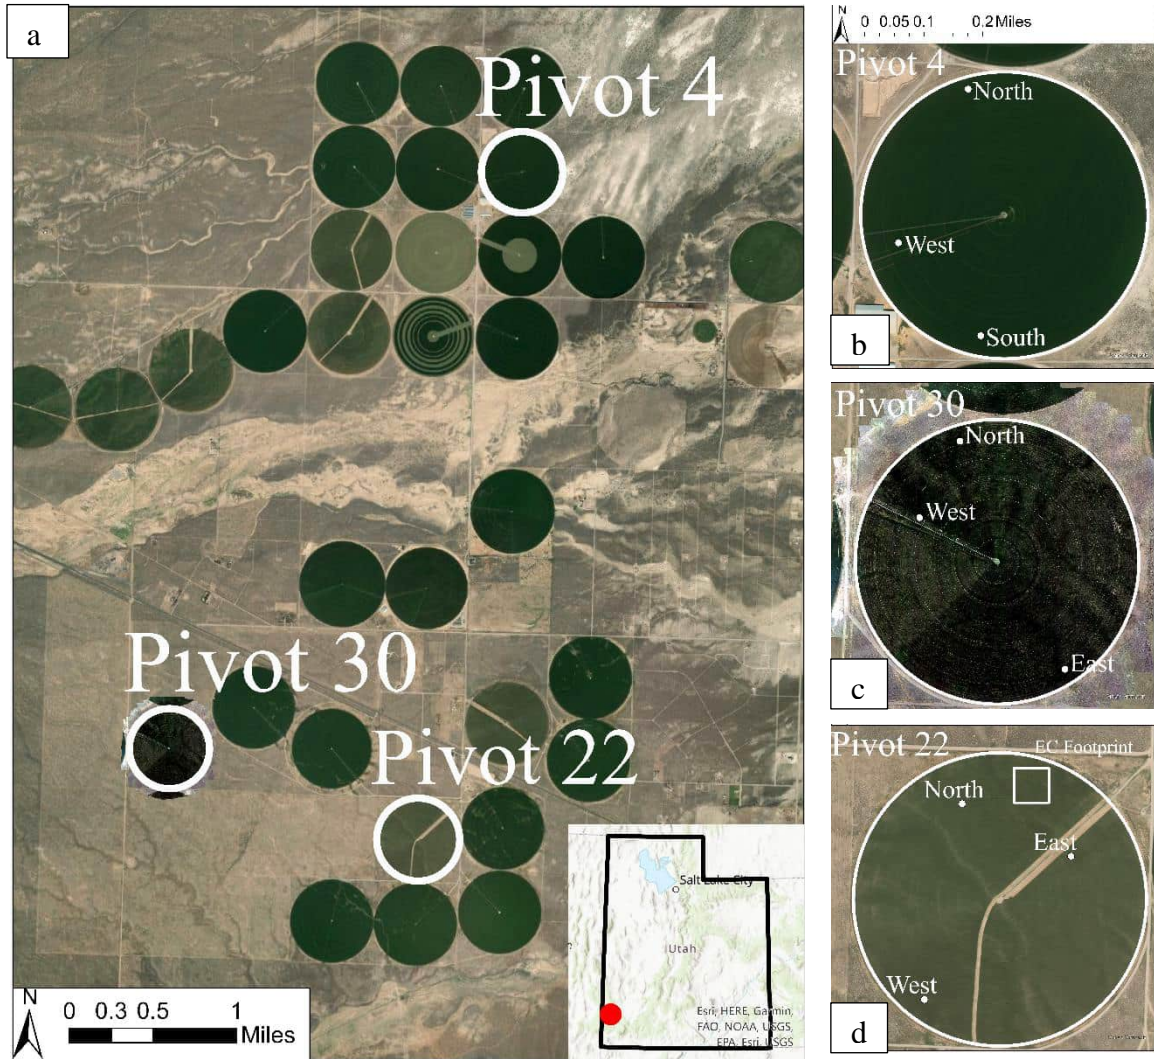 a
Pivot 4
Pivot 30
Pivot 22
N
0 0.3 0.5 1
Miles
Salt Lake City
Utah
Esri, HERE, Garmin,
FAO, NOAA, USGS,
EPA, Esri, USGS
N
0 0.05 0.1 0.2 Miles
Pivot 4
North
West
South
b
Pivot 30
North
West
East
c
Pivot 22
EC Footprint
North
East
West
d